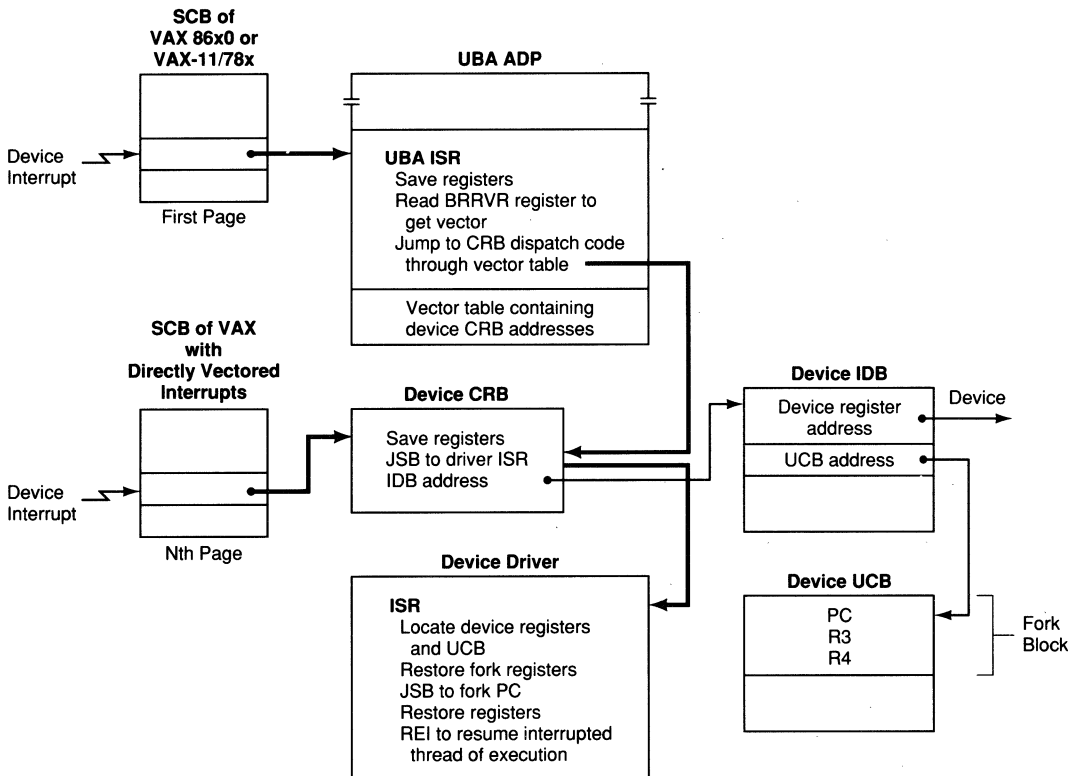 SCB of
VAX 86x0 or
VAX-11/78x
Device
Interrupt
First Page
UBA ADP
UBA ISR
Save registers
Read BRRVR register to
get vector
Jump to CRB dispatch code
through vector table
Vector table containing
device CRB addresses
SCB of VAX
with
Directly Vectored
Interrupts
Device
Interrupt
Nth Page
Device CRB
Save registers
JSB to driver ISR
IDB address
Device IDB
Device register
address
UCB address
Device
Device Driver
ISR
Locate device registers
and UCB
Restore fork registers
JSB to fork PC
Restore registers
REI to resume interrupted
thread of execution
Device UCB
PC
R3
R4
Fork
Block